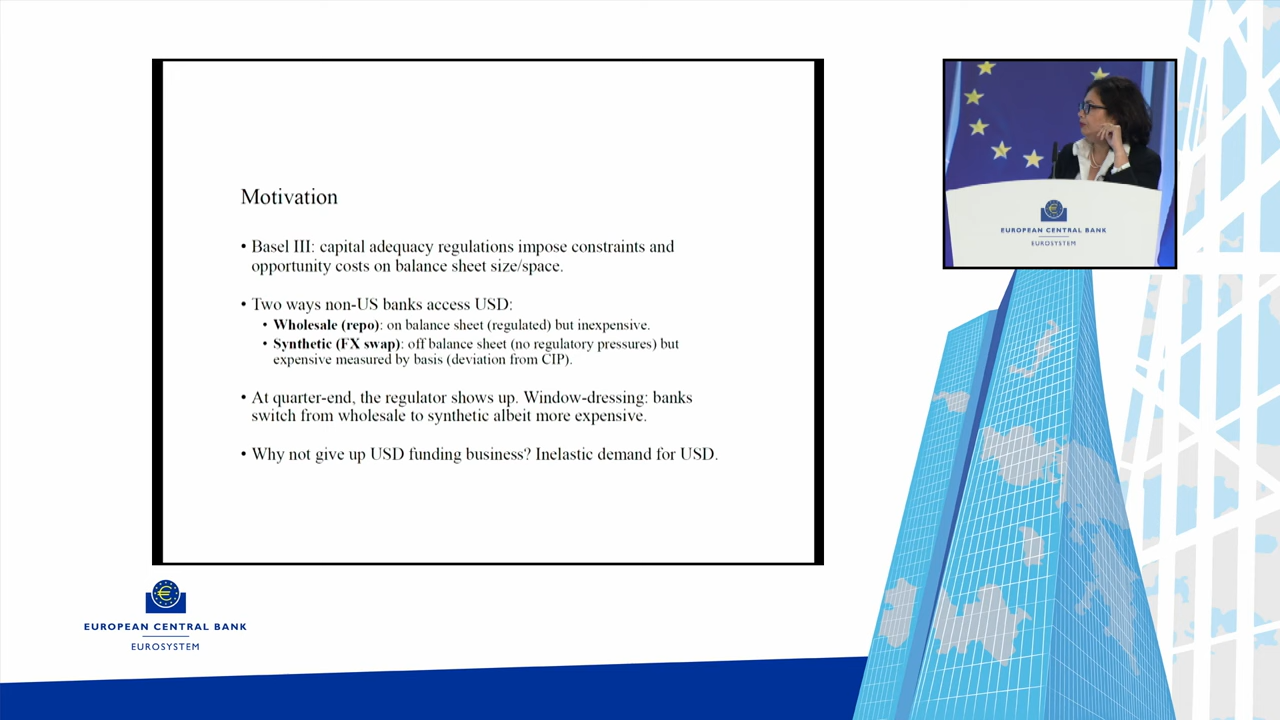 Motivation
• Basel III: capital adequacy regulations impose constraints and
opportunity costs on balance sheet size/space.
• Two ways non-US banks access USD:
• Wholesale (repo): on balance sheet (regulated) but inexpensive.
• Synthetic (FX swap): off balance sheet (no regulatory pressures) but
expensive measured by basis (deviation from CIP).
• At quarter-end, the regulator shows up. Window-dressing: banks
switch from wholesale to synthetic albeit more expensive.
• Why not give up USD funding business? Inelastic demand for USD.
EUROPEAN CENTRAL BANK
EUROSYSTEM
EUROPEAN CENTRAL BANK
EUROSYSTEM